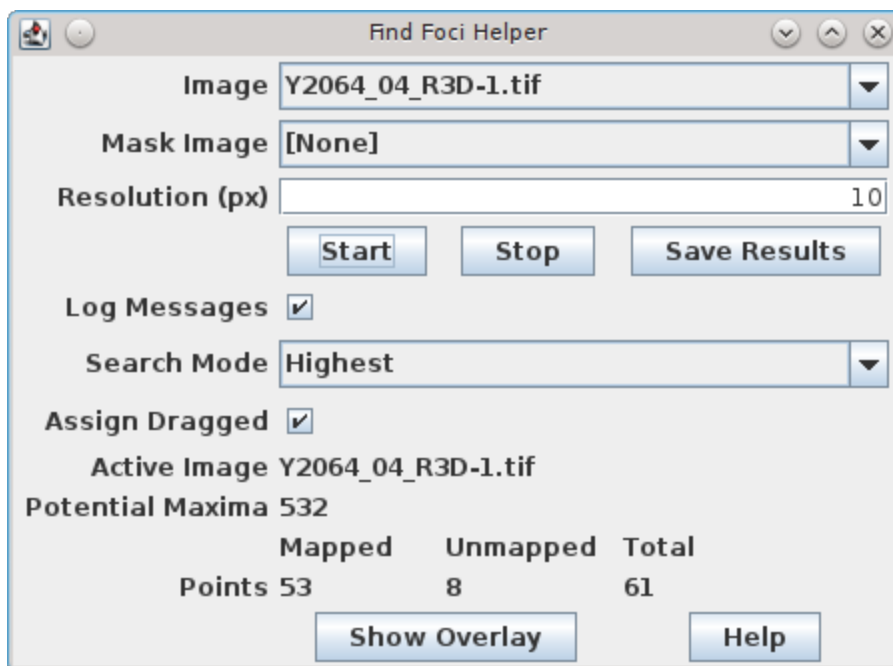 Find Foci Helper
Image Y2064_04_R3D-1.tif
Mask Image [None]
Resolution (px) 10
Start Stop Save Results
Log Messages
Search Mode Highest
Assign Dragged
Active Image Y2064_04_R3D-1.tif
Potential Maxima 532
Mapped Unmapped Total
Points 53 8 61
Show Overlay Help